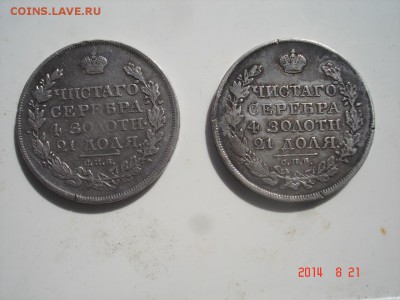 COINS.LAVE.RU
ЧИСТАГО
СЕРЕБРА
4 ЗОЛОТН
21 ДОЛЯ.
С.П.Б.
ЧИСТАГО
СЕРЕБРА
4 ЗОЛОТН
21 ДОЛЯ.
С.П.Б.
2014 8 21